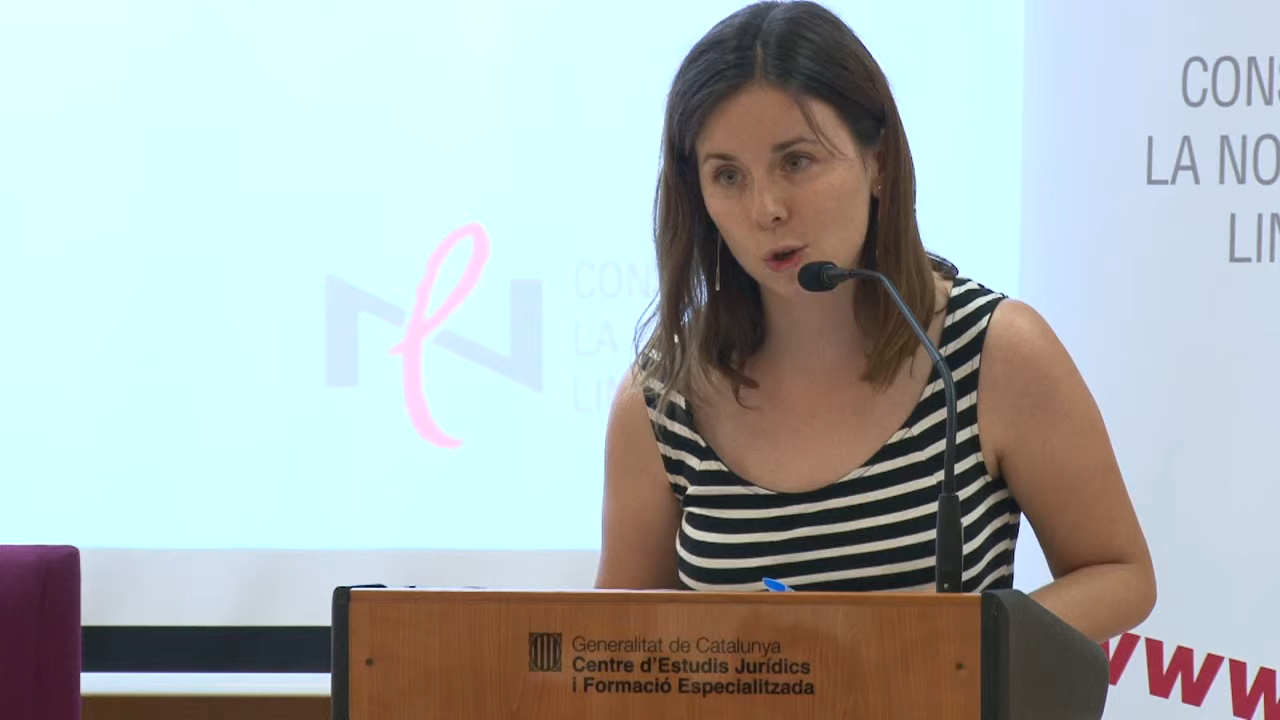 CONS
LA NO
LIN
CON
LA
LIN
Generalitat de Catalunya
Centre d'Estudis Jurídics
i Formació Especialitzada
www